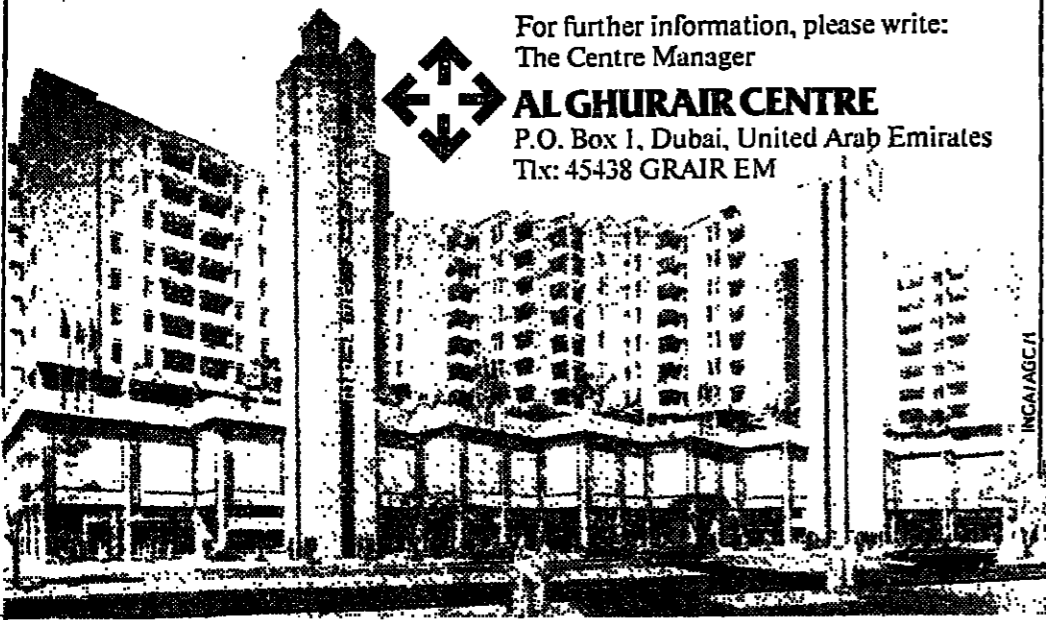 For further information, please write:
The Centre Manager
AL GHURAIR CENTRE
P.O. Box 1, Dubai, United Arab Emirates
Tlx: 45438 GRAIR EM
INCA/AGC/1